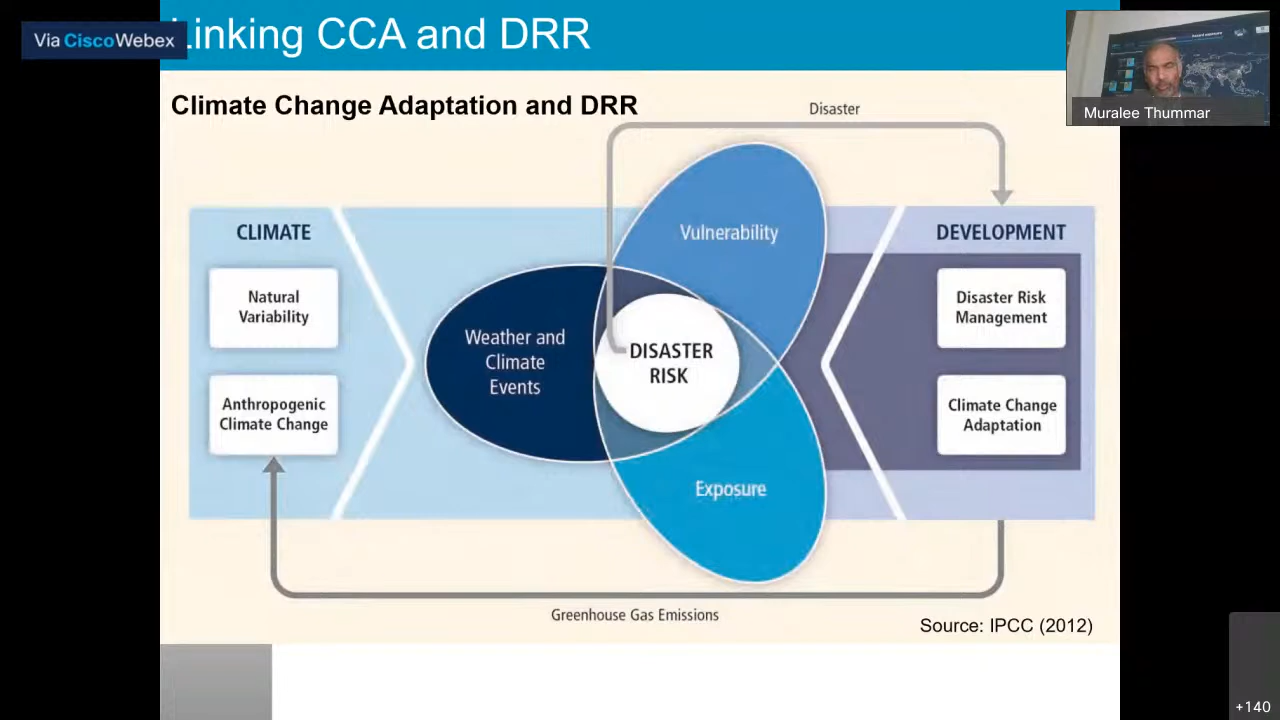 Via CiscoWebex
Linking CCA and DRR
Muralee Thummar
Climate Change Adaptation and DRR
Disaster
CLIMATE
Natural
Variability
Anthropogenic
Climate Change
Vulnerability
Weather and
Climate
Events
DISASTER
RISK
Exposure
DEVELOPMENT
Disaster Risk
Management
Climate Change
Adaptation
Greenhouse Gas Emissions
Source: IPCC (2012)
+140